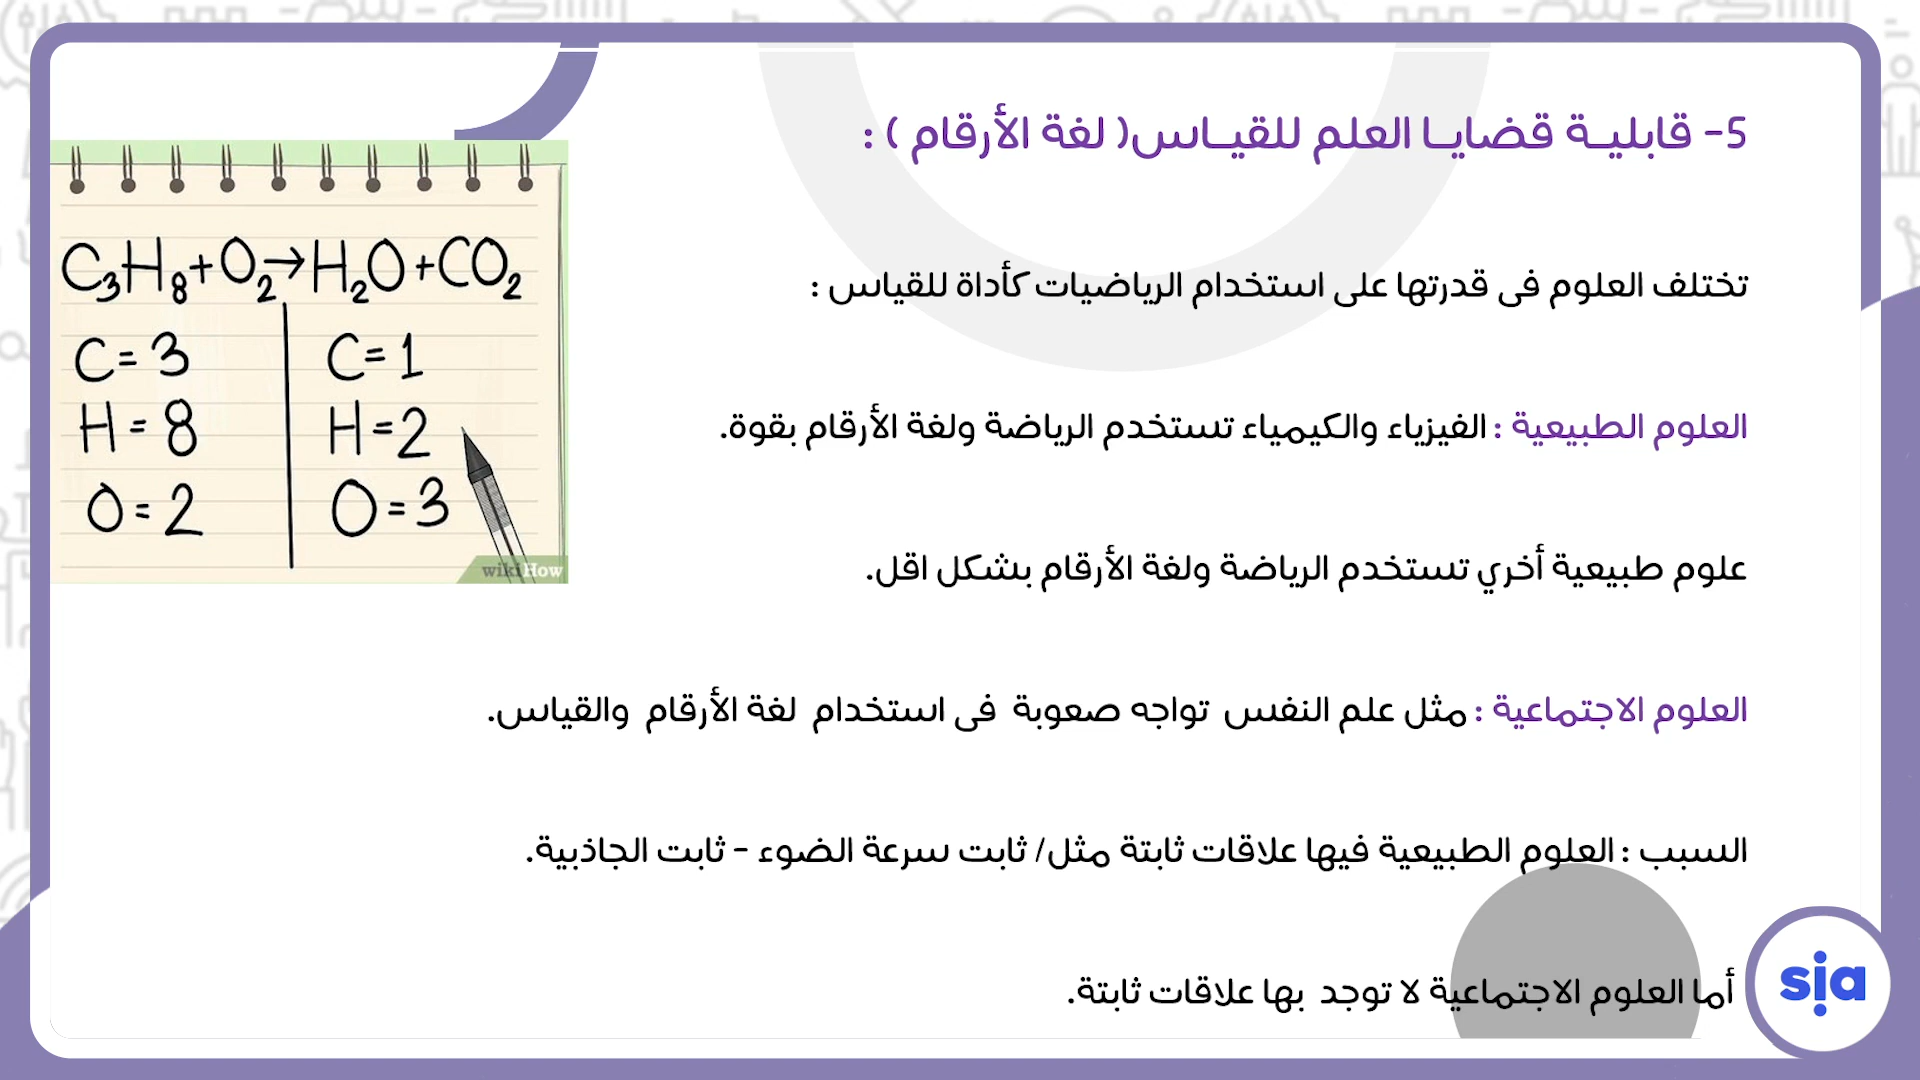 5- قابليــة قضايــا العلم للقيــاس( لغة الأرقام ) :
تختلف العلوم فى قدرتها على استخدام الرياضيات كأداة للقياس :
العلوم الطبيعية : الفيزياء والكيمياء تستخدم الرياضة ولغة الأرقام بقوة.
علوم طبيعية أخري تستخدم الرياضة ولغة الأرقام بشكل اقل.
العلوم الاجتماعية : مثل علم النفس تواجه صعوبة فى استخدام لغة الأرقام والقياس.
السبب : العلوم الطبيعية فيها علاقات ثابتة مثل/ ثابت سرعة الضوء – ثابت الجاذبية.
أما العلوم الاجتماعية لا توجد بها علاقات ثابتة.
C₃H₈+O₂→H₂O+CO₂
C=3 C=1
H=8 H=2
O=2 O=3
wikiHow
sia